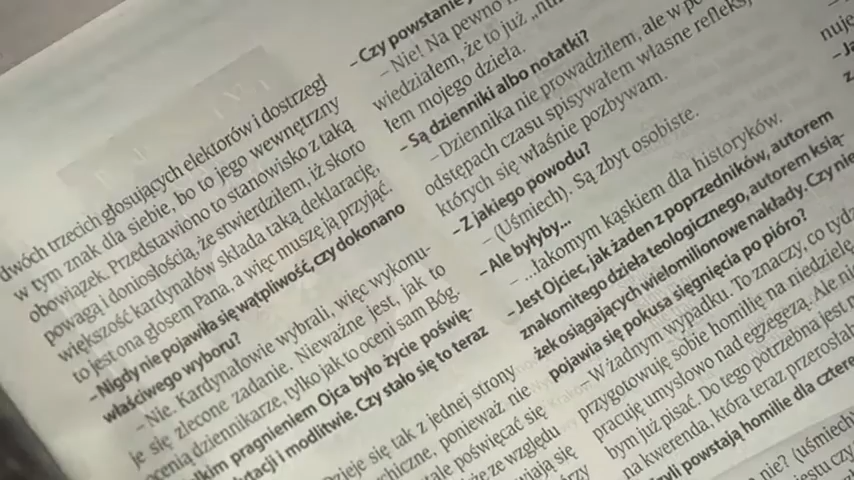 dwóch trzecich głosujących elektorów i dostrzegł
w tym znak dla siebie, bo to jego wewnętrzny
obowiązek. Przedstawiono to stanowisko z taką
powagą i doniosłością, że stwierdziłem, iż skoro
większość kardynałów składa taką deklarację,
to jest ona głosem Pana, a więc muszę ją przyjąć.
– Nigdy nie pojawiła się wątpliwość, czy dokonano
właściwego wyboru?
– Nie. Kardynałowie wybrali, więc wykonu-
je się zlecone zadanie. Nieważne jest, jak to
ocenią dziennikarze, tylko jak to oceni sam Bóg.
pragnieniem Ojca było życie poświę-
i modlitwie. Czy stało się to teraz
się tak z jednej strony
ponieważ nie
poświęcać się
ze względu
– Czy powstanie
– Nie! Na pewno
wiedziałem, że to już
łem mojego dzieła.
– Są dzienniki albo notatki?
– Dziennika nie prowadziłem, ale w
odstępach czasu spisywałem własne
których się właśnie pozbywam.
– Z jakiego powodu?
– (Uśmiech). Są zbyt osobiste.
– Ale byłyby...
– ...łakomym kąskiem dla historyków.
– Jest Ojciec, jak żaden z poprzedników, autorem
znakomitego dzieła teologicznego, autorem ksią-
żek osiągających wielomilionowe nakłady. Czy nie
pojawia się pokusa sięgnięcia po pióro?
– W żadnym wypadku. To znaczy, co
przygotowuję sobie homilię na niedzielę,
pracuję umysłowo nad egzegezą. Ale nie
bym już pisać. Do tego potrzebna jest
na kwerenda, która teraz
powstają homilie dla
nie? (uśmiech